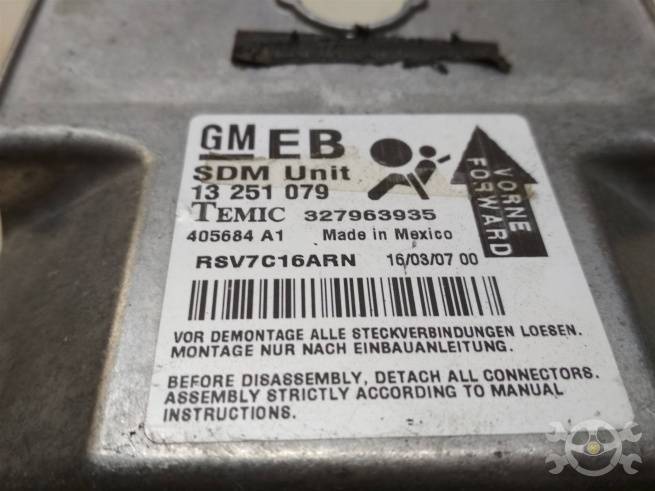 GM EB
SDM Unit
13 251 079
TEMIC 327963935
405684 A1 Made in Mexico
RSV7C16ARN 16/03/07 00
VORNE
FORWARD
VOR DEMONTAGE ALLE STECKVERBINDUNGEN LOESEN.
MONTAGE NUR NACH EINBAUANLEITUNG.
BEFORE DISASSEMBLY, DETACH ALL CONNECTORS.
ASSEMBLY STRICTLY ACCORDING TO MANUAL
INSTRUCTIONS.